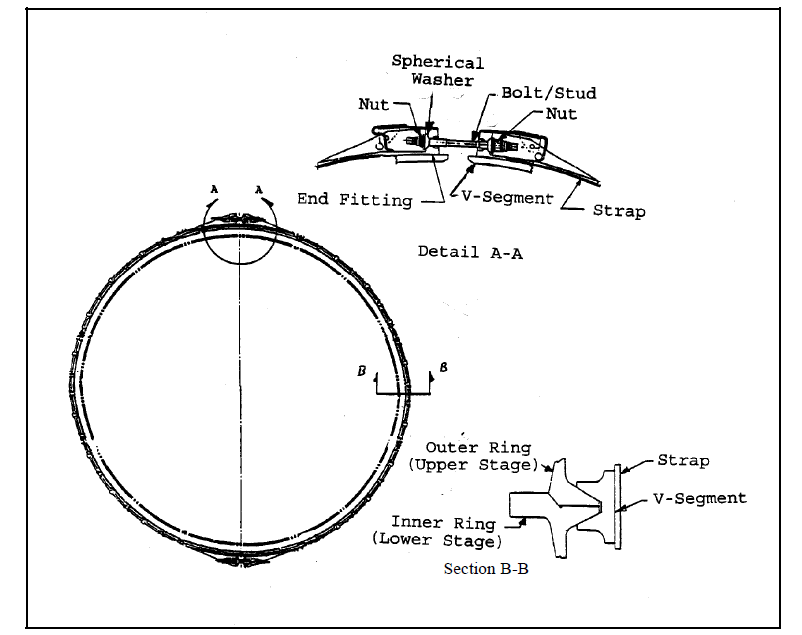 Spherical
Washer
Nut
Bolt/Stud
Nut
End Fitting
V-Segment
Strap
Detail A-A
A A
B B
Outer Ring
(Upper Stage)
Strap
V-Segment
Inner Ring
(Lower Stage)
Section B-B